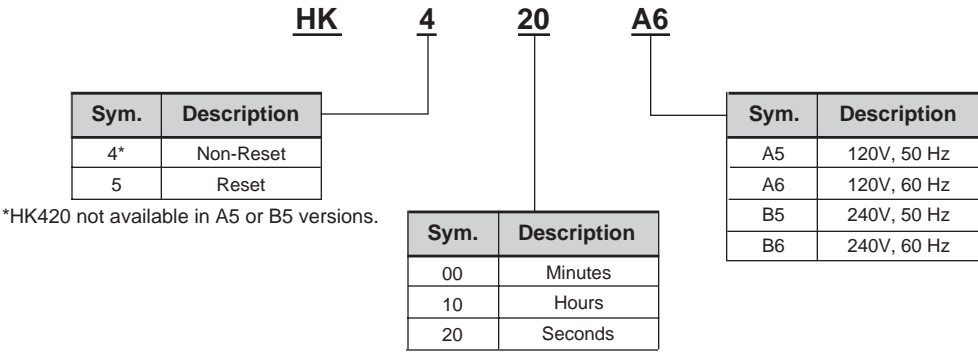 HK 4 20 A6
Sym. Description
4* Non-Reset
5 Reset
*HK420 not available in A5 or B5 versions.
Sym. Description
00 Minutes
10 Hours
20 Seconds
Sym. Description
A5 120V, 50 Hz
A6 120V, 60 Hz
B5 240V, 50 Hz
B6 240V, 60 Hz